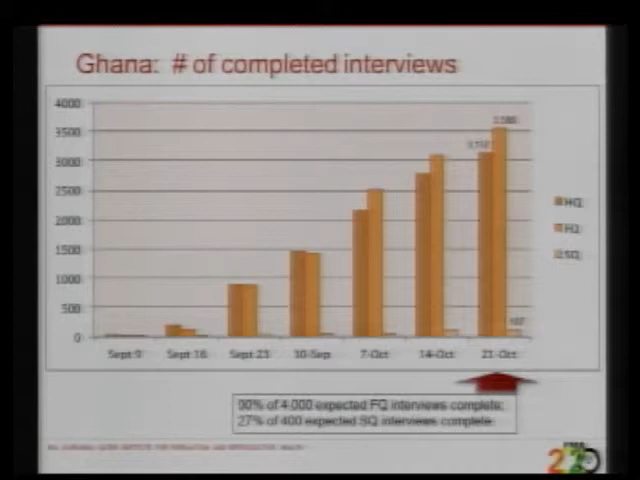 Ghana: # of completed interviews
4000
3500
3000
2500
2000
1500
1000
500
0
Sept 9
Sept 16
Sept 23
30-Sep
7-Oct
14-Oct
21-Oct
HQ
FQ
SQ
90% of 4,000 expected FQ interviews complete;
27% of 400 expected SQ interviews complete